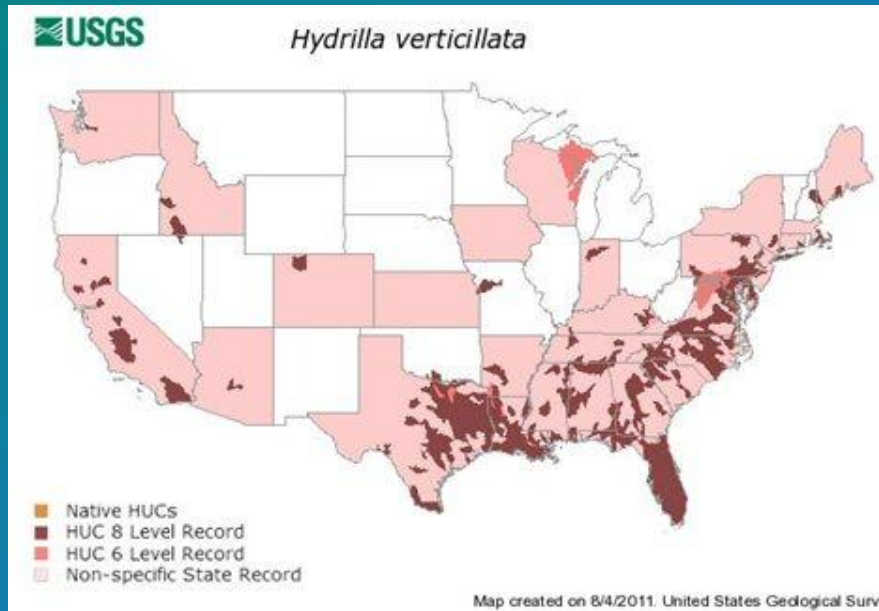 USGS
Hydrilla verticillata
Native HUCs
HUC 8 Level Record
HUC 6 Level Record
Non-specific State Record
Map created on 8/4/2011. United States Geological Surv